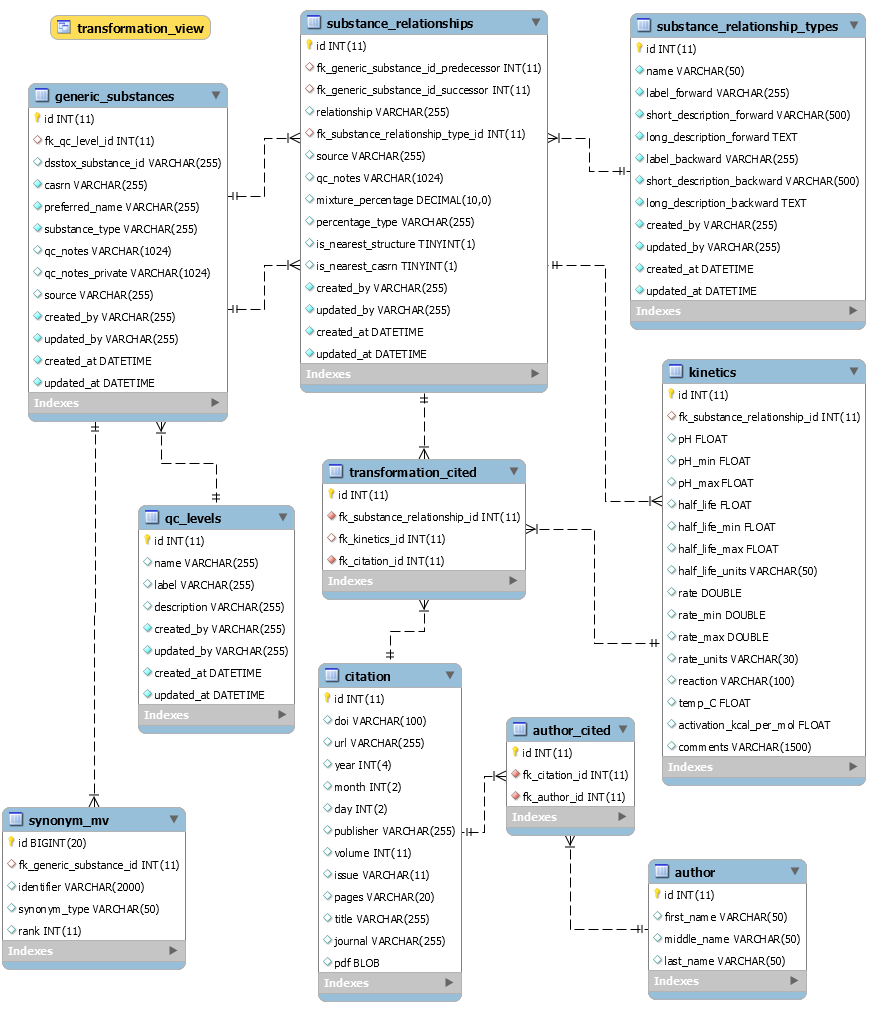 transformation_view
substance_relationships
id INT(11)
fk_generic_substance_id_predecessor INT(11)
fk_generic_substance_id_successor INT(11)
relationship VARCHAR(255)
fk_substance_relationship_type_id INT(11)
source VARCHAR(255)
qc_notes VARCHAR(1024)
mixture_percentage DECIMAL(10,0)
percentage_type VARCHAR(255)
is_nearest_structure TINYINT(1)
is_nearest_casrn TINYINT(1)
created_by VARCHAR(255)
updated_by VARCHAR(255)
created_at DATETIME
updated_at DATETIME
Indexes
substance_relationship_types
id INT(11)
name VARCHAR(50)
label_forward VARCHAR(255)
short_description_forward VARCHAR(500)
long_description_forward TEXT
label_backward VARCHAR(255)
short_description_backward VARCHAR(500)
long_description_backward TEXT
created_by VARCHAR(255)
updated_by VARCHAR(255)
created_at DATETIME
updated_at DATETIME
Indexes
generic_substances
id INT(11)
fk_qc_level_id INT(11)
dsstox_substance_id VARCHAR(255)
casrn VARCHAR(255)
preferred_name VARCHAR(255)
substance_type VARCHAR(255)
qc_notes VARCHAR(1024)
qc_notes_private VARCHAR(1024)
source VARCHAR(255)
created_by VARCHAR(255)
updated_by VARCHAR(255)
created_at DATETIME
updated_at DATETIME
Indexes
kinetics
id INT(11)
fk_substance_relationship_id INT(11)
pH FLOAT
pH_min FLOAT
pH_max FLOAT
half_life FLOAT
half_life_min FLOAT
half_life_max FLOAT
half_life_units VARCHAR(50)
rate DOUBLE
rate_min DOUBLE
rate_max DOUBLE
rate_units VARCHAR(30)
reaction VARCHAR(100)
temp_C FLOAT
activation_kcal_per_mol FLOAT
comments VARCHAR(1500)
Indexes
transformation_cited
id INT(11)
fk_substance_relationship_id INT(11)
fk_kinetics_id INT(11)
fk_citation_id INT(11)
Indexes
qc_levels
id INT(11)
name VARCHAR(255)
label VARCHAR(255)
description VARCHAR(255)
created_by VARCHAR(255)
updated_by VARCHAR(255)
created_at DATETIME
updated_at DATETIME
Indexes
citation
id INT(11)
doi VARCHAR(100)
url VARCHAR(255)
year INT(4)
month INT(2)
day INT(2)
publisher VARCHAR(255)
volume INT(11)
issue VARCHAR(11)
pages VARCHAR(20)
title VARCHAR(255)
journal VARCHAR(255)
pdf BLOB
Indexes
author_cited
id INT(11)
fk_citation_id INT(11)
fk_author_id INT(11)
Indexes
synonym_mv
id BIGINT(20)
fk_generic_substance_id INT(11)
identifier VARCHAR(2000)
synonym_type VARCHAR(50)
rank INT(11)
Indexes
author
id INT(11)
first_name VARCHAR(50)
middle_name VARCHAR(50)
last_name VARCHAR(50)
Indexes